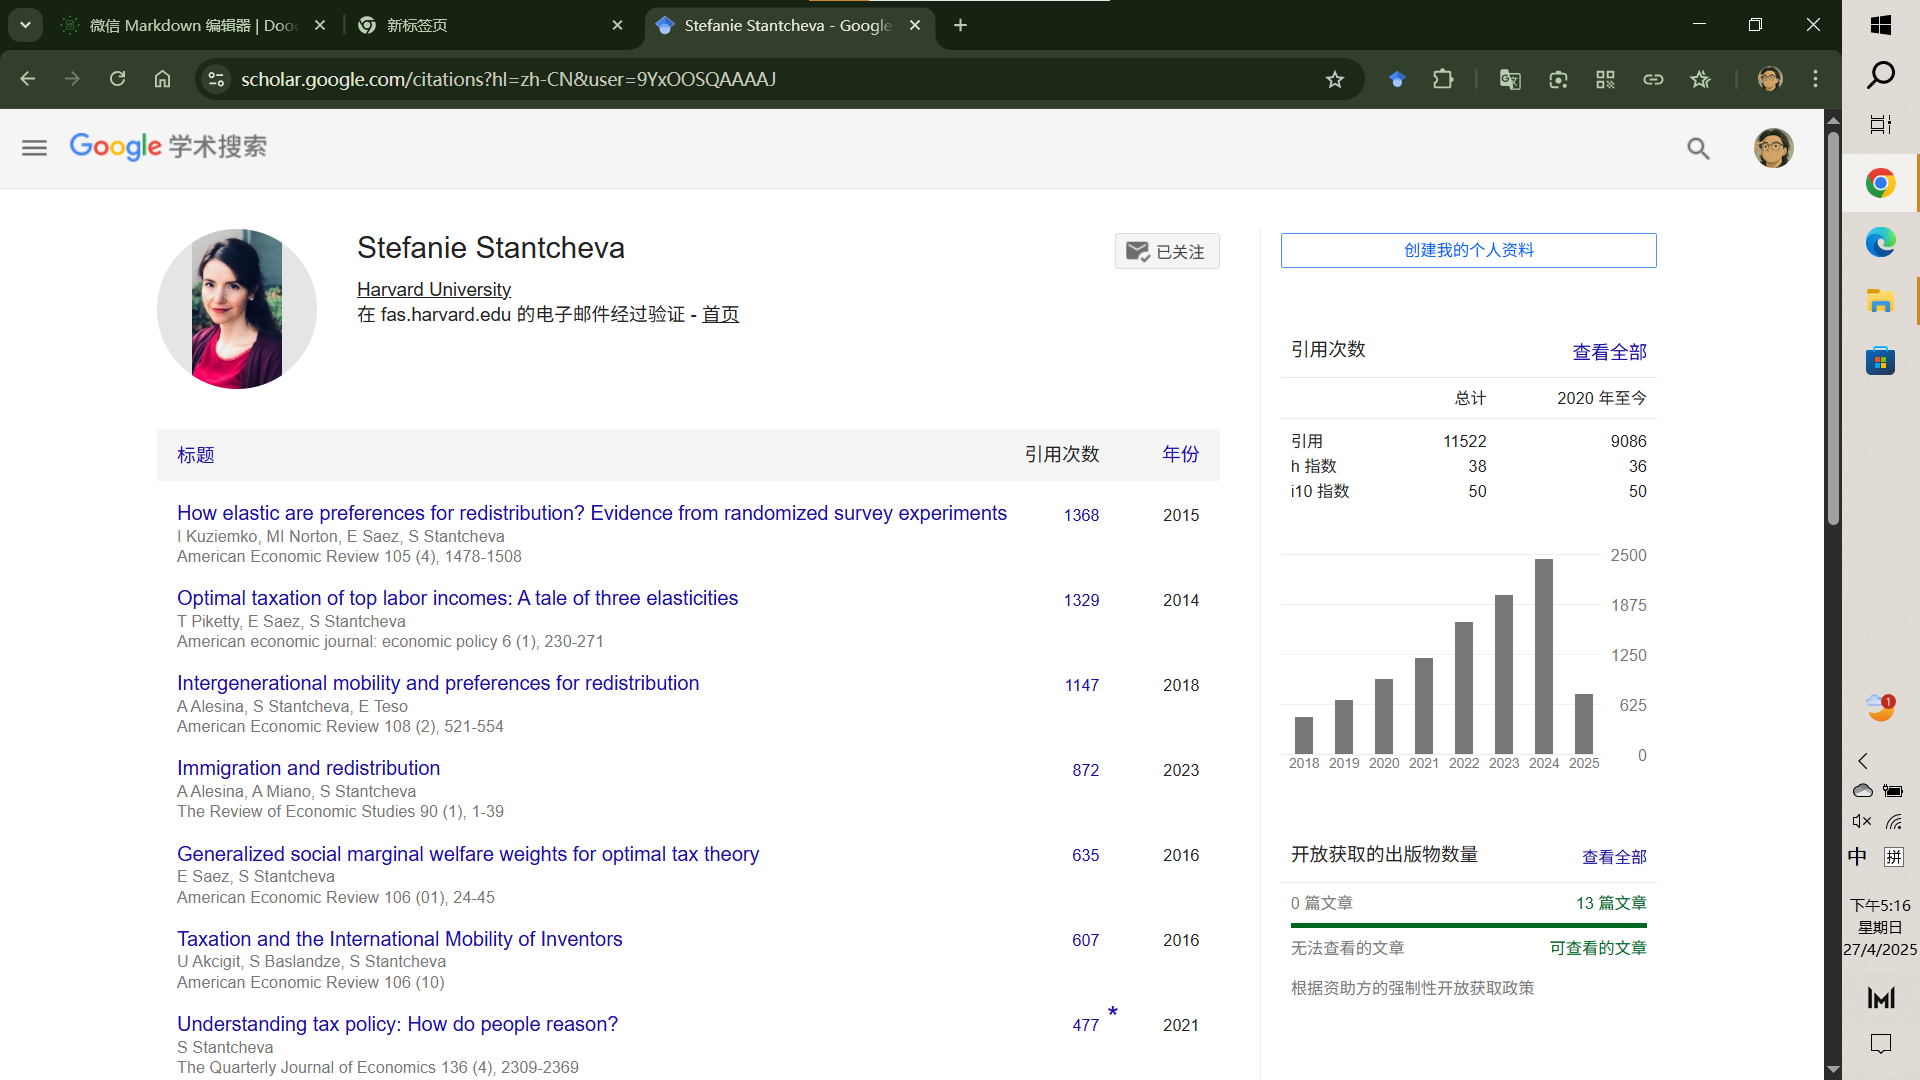 微信 Markdown 编辑器 | Dooc
新标签页
Stefanie Stantcheva - Google
scholar.google.com/citations?hl=zh-CN&user=9YxOOSQAAAAJ
Google 学术搜索
Stefanie Stantcheva
已关注
Harvard University
在 fas.harvard.edu 的电子邮件经过验证 - 首页
标题 引用次数 年份
How elastic are preferences for redistribution? Evidence from randomized survey experiments 1368 2015
I Kuziemko, MI Norton, E Saez, S Stantcheva
American Economic Review 105 (4), 1478-1508
Optimal taxation of top labor incomes: A tale of three elasticities 1329 2014
T Piketty, E Saez, S Stantcheva
American economic journal: economic policy 6 (1), 230-271
Intergenerational mobility and preferences for redistribution 1147 2018
A Alesina, S Stantcheva, E Teso
American Economic Review 108 (2), 521-554
Immigration and redistribution 872 2023
A Alesina, A Miano, S Stantcheva
The Review of Economic Studies 90 (1), 1-39
Generalized social marginal welfare weights for optimal tax theory 635 2016
E Saez, S Stantcheva
American Economic Review 106 (01), 24-45
Taxation and the International Mobility of Inventors 607 2016
U Akcigit, S Baslandze, S Stantcheva
American Economic Review 106 (10)
Understanding tax policy: How do people reason? 477 * 2021
S Stantcheva
The Quarterly Journal of Economics 136 (4), 2309-2369
创建我的个人资料
引用次数 查看全部
总计 2020 年至今
引用 11522 9086
h 指数 38 36
i10 指数 50 50
2500
1875
1250
625
0
2018 2019 2020 2021 2022 2023 2024 2025
开放获取的出版物数量 查看全部
0 篇文章 13 篇文章
无法查看的文章 可查看的文章
根据资助方的强制性开放获取政策
1
中 拼
下午5:16
星期日
27/4/2025